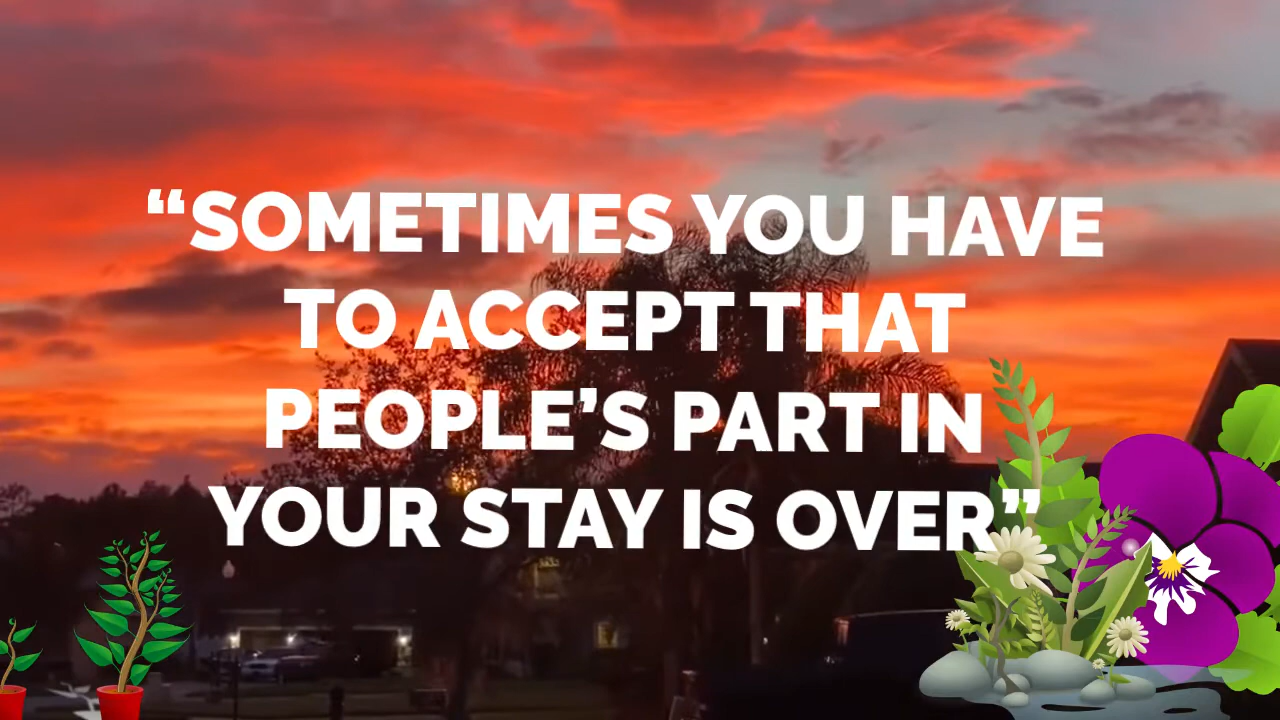 “SOMETIMES YOU HAVE
TO ACCEPT THAT
PEOPLE’S PART IN
YOUR STAY IS OVER”